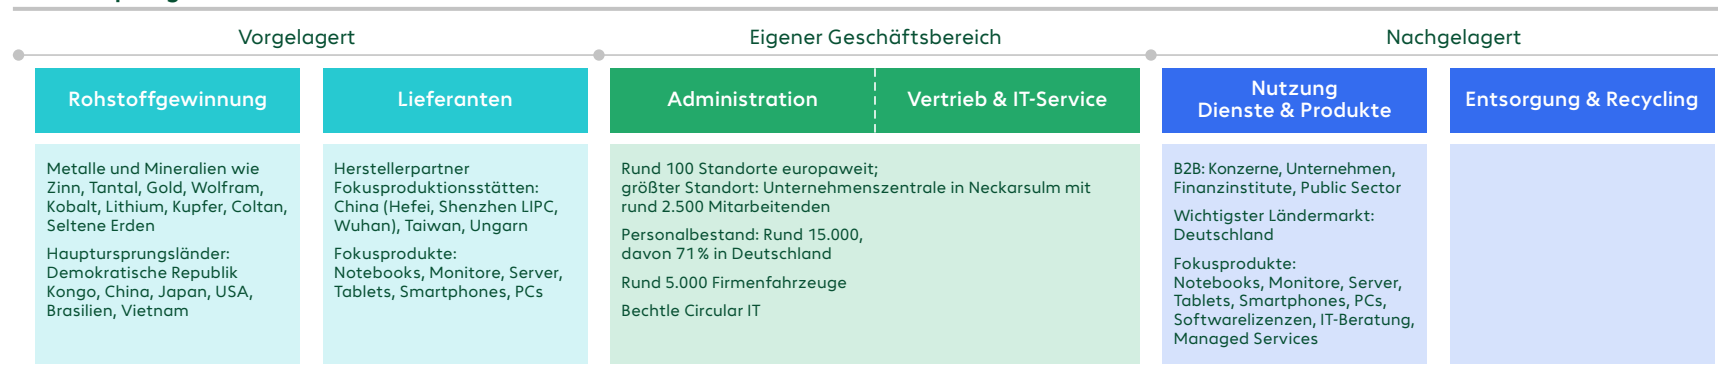 Vorgelagert
Eigener Geschäftsbereich
Nachgelagert
Rohstoffgewinnung
Lieferanten
Administration
Vertrieb & IT-Service
Nutzung
Dienste & Produkte
Entsorgung & Recycling
Metalle und Mineralien wie
Zinn, Tantal, Gold, Wolfram,
Kobalt, Lithium, Kupfer, Coltan,
Seltene Erden
Hauptursprungsländer:
Demokratische Republik
Kongo, China, Japan, USA,
Brasilien, Vietnam
Herstellerpartner
Fokusproduktionsstätten:
China (Hefei, Shenzhen LIPC,
Wuhan), Taiwan, Ungarn
Fokusprodukte:
Notebooks, Monitore, Server,
Tablets, Smartphones, PCs
Rund 100 Standorte europaweit;
größter Standort: Unternehmenszentrale in Neckarsulm mit
rund 2.500 Mitarbeitenden
Personalbestand: Rund 15.000,
davon 71 % in Deutschland
Rund 5.000 Firmenfahrzeuge
Bechtle Circular IT
B2B: Konzerne, Unternehmen,
Finanzinstitute, Public Sector
Wichtigster Ländermarkt:
Deutschland
Fokusprodukte:
Notebooks, Monitore, Server,
Tablets, Smartphones, PCs,
Softwarelizenzen, IT-Beratung,
Managed Services